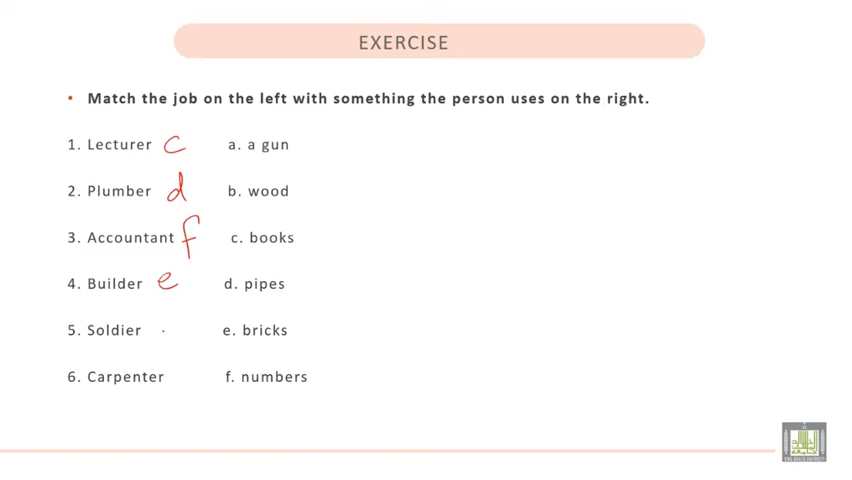 EXERCISE
• Match the job on the left with something the person uses on the right.
1. Lecturer c a. a gun
2. Plumber d b. wood
3. Accountant f c. books
4. Builder e d. pipes
5. Soldier e. bricks
6. Carpenter f. numbers